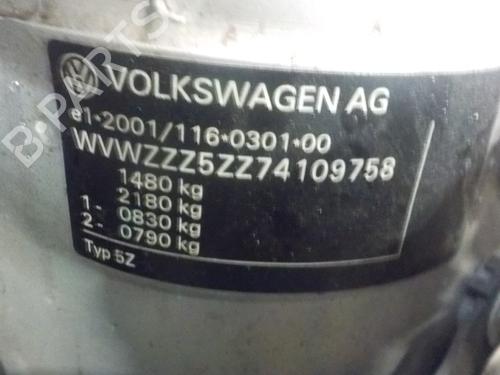 VOLKSWAGEN AG
e1*2001/116*0301*00
WVWZZZ5ZZ74109758
1480 kg
2180 kg
1- 0830 kg
2- 0790 kg
Typ 5Z